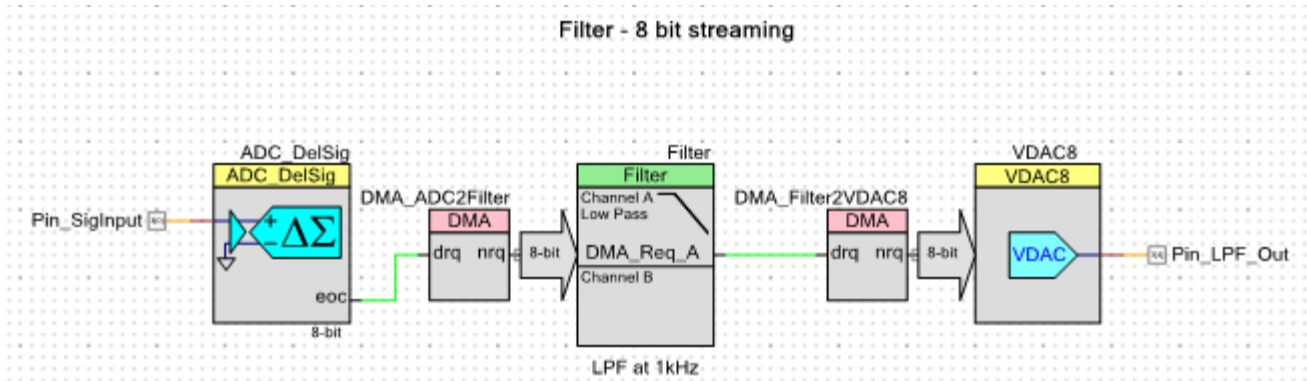 Filter - 8 bit streaming
ADC_DelSig
ADC_DelSig
Pin_SigInput
+
-
ΔΣ
eoc
8-bit
DMA_ADC2Filter
DMA
drq nrq
8-bit
Filter
Filter
Channel A
Low Pass
DMA_Req_A
Channel B
LPF at 1kHz
DMA_Filter2VDAC8
DMA
drq nrq
8-bit
VDAC8
VDAC8
VDAC
Pin_LPF_Out